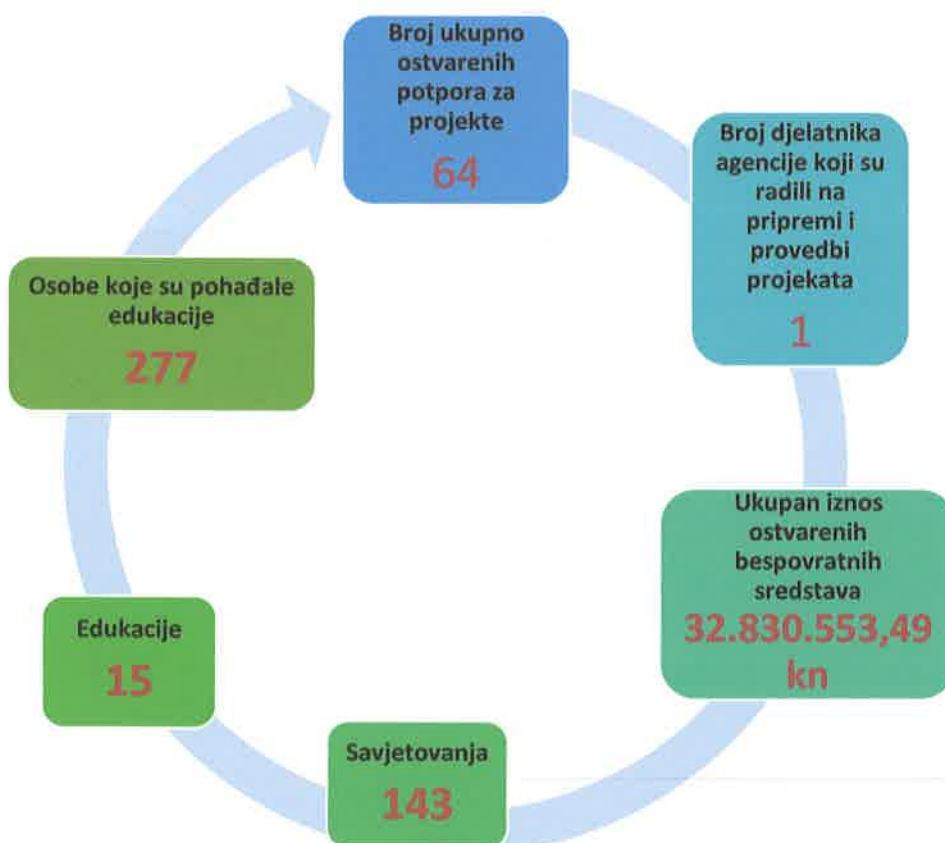 Broj ukupno
ostvarenih
potpora za
projekte
64
Broj djelatnika
agencije koji su
radili na
pripremi i
provedbi
projekata
1
Ukupan iznos
ostvarenih
bespovratnih
sredstava
32.830.553,49
kn
Savjetovanja
143
Edukacije
15
Osobe koje su pohađale
edukacije
277